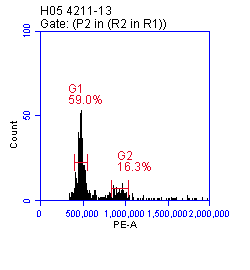 H05 4211-13
Gate: (P2 in (R2 in R1))
100
G1
59.0%
50
Count
G2
16.3%
0
0 500,000 1,000,000 1,500,000 2,000,000
PE-A